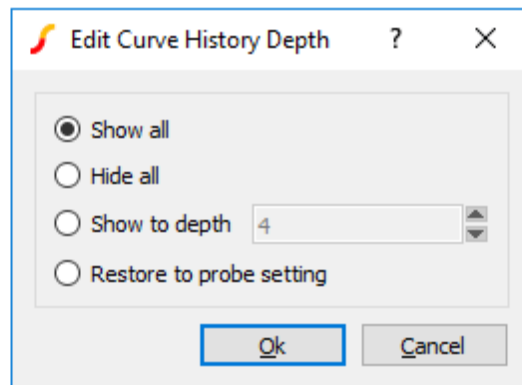 Edit Curve History Depth ?
Show all
Hide all
Show to depth 4
Restore to probe setting
Ok Cancel